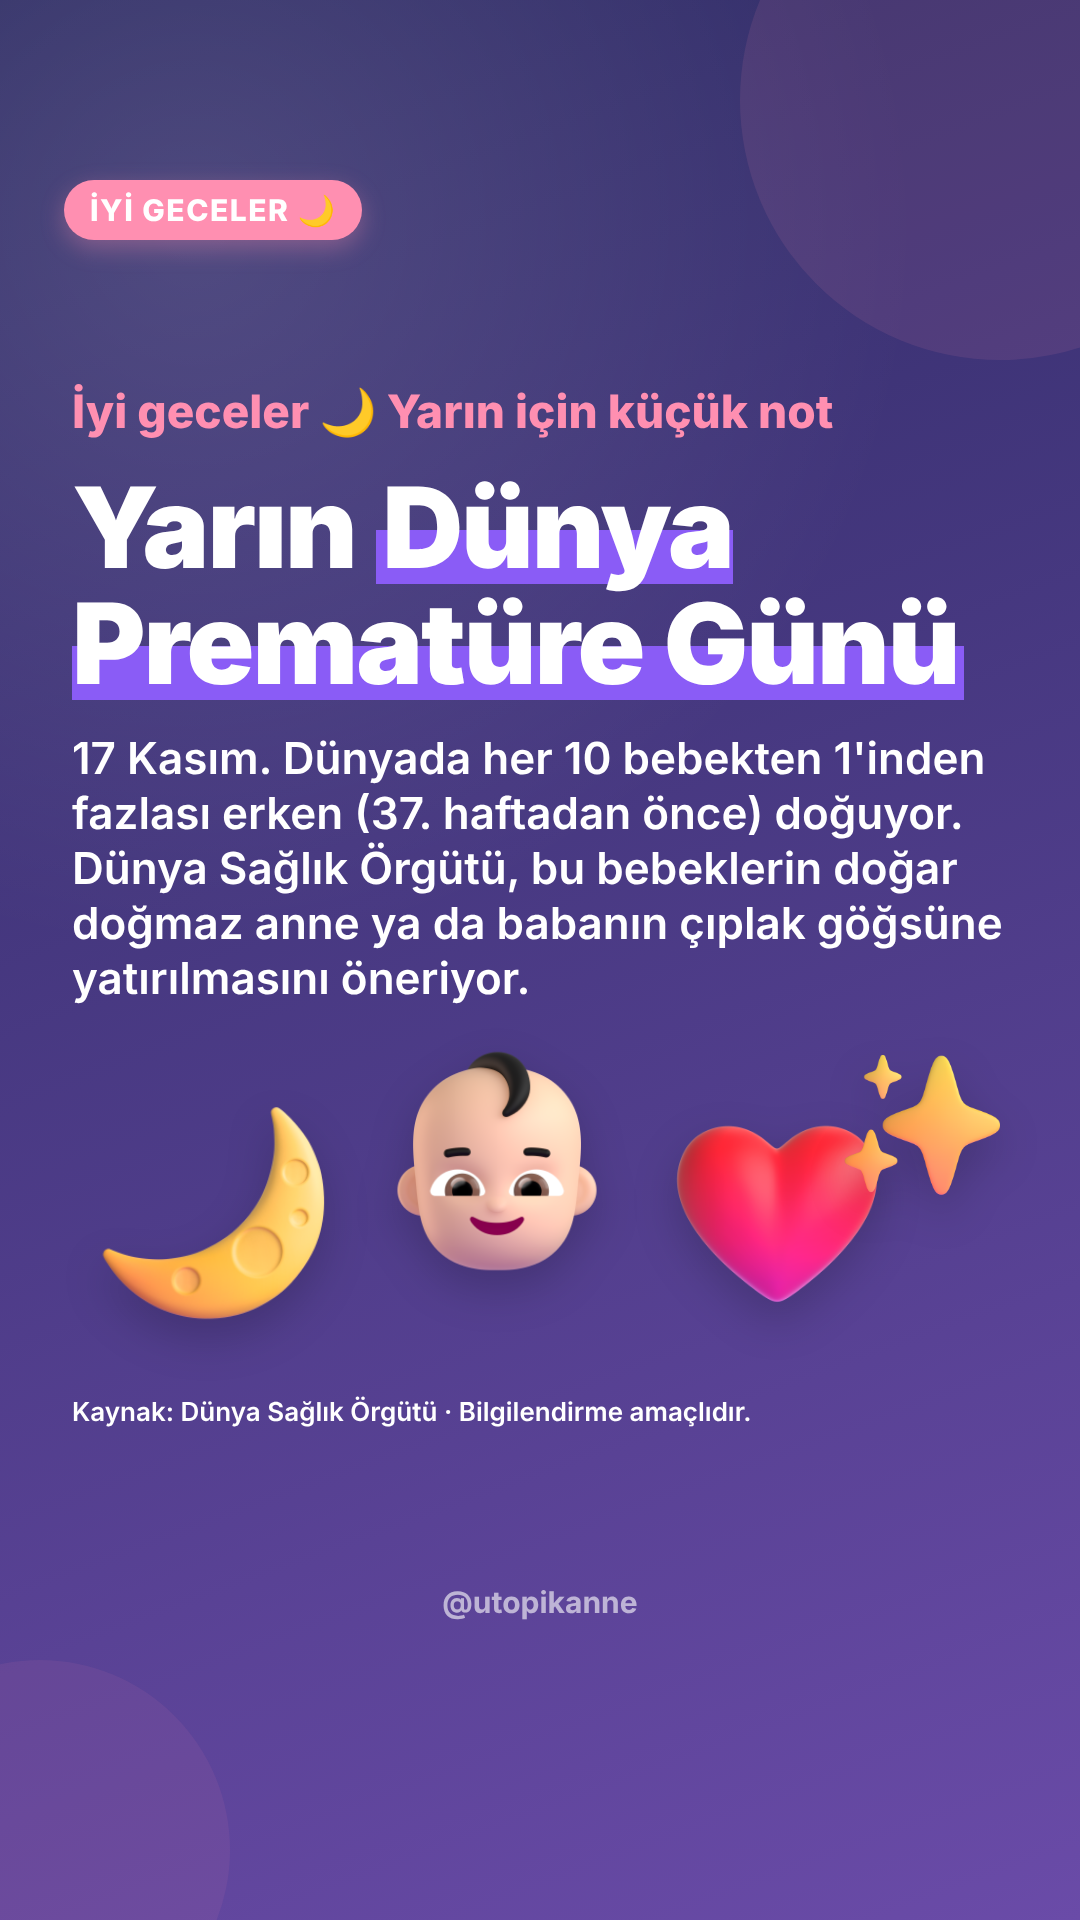 İYİ GECELER 🌙
İyi geceler 🌙 Yarın için küçük not
Yarın Dünya
Prematüre Günü
17 Kasım. Dünyada her 10 bebekten 1'inden
fazlası erken (37. haftadan önce) doğuyor.
Dünya Sağlık Örgütü, bu bebeklerin doğar
doğmaz anne ya da babanın çıplak göğsüne
yatırılmasını öneriyor.
Kaynak: Dünya Sağlık Örgütü · Bilgilendirme amaçlıdır.
@utopikanne